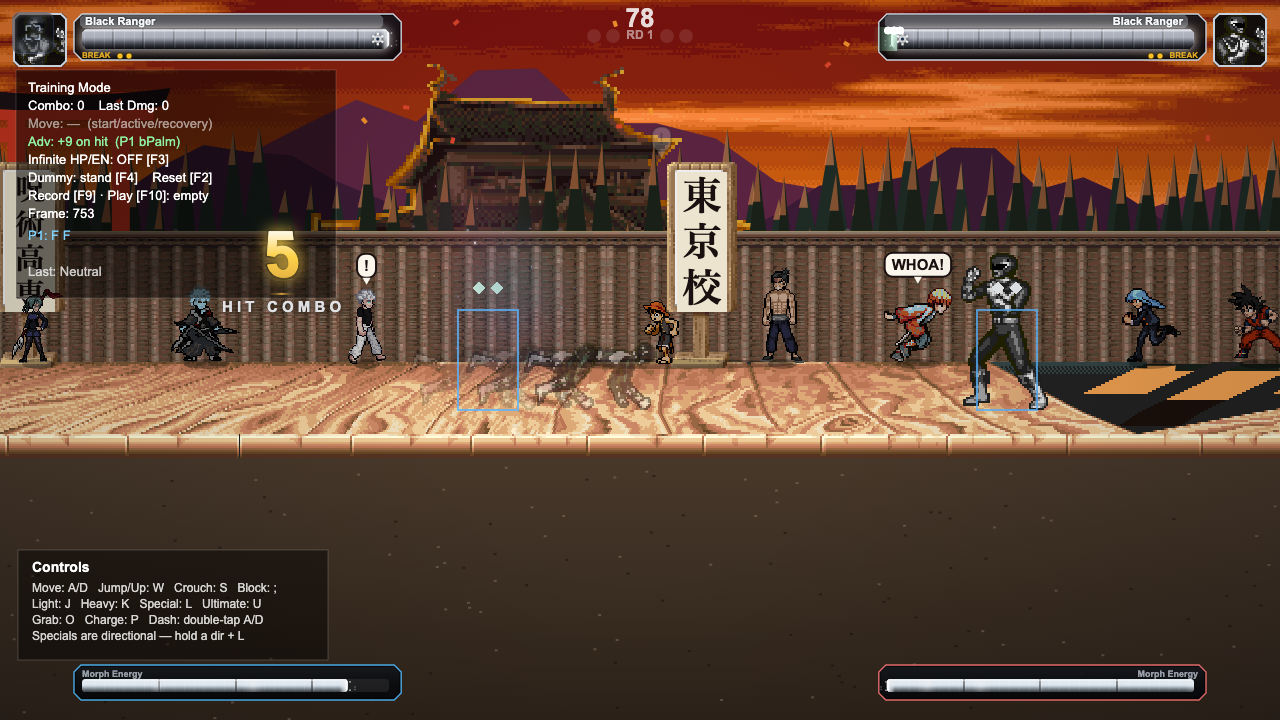 Black Ranger
BREAK
78
RD 1
Black Ranger
BREAK
Training Mode
Combo: 0 Last Dmg: 0
Move: — (start/active/recovery)
Adv: +9 on hit (P1 bPalm)
Infinite HP/EN: OFF [F3]
Dummy: stand [F4] Reset [F2]
Record [F9] · Play [F10]: empty
Frame: 753
P1: F F
Last: Neutral
5
HIT COMBO
!
WHOA!
東京校
Controls
Move: A/D Jump/Up: W Crouch: S Block: ;
Light: J Heavy: K Special: L Ultimate: U
Grab: O Charge: P Dash: double-tap A/D
Specials are directional — hold a dir + L
Morph Energy
Morph Energy